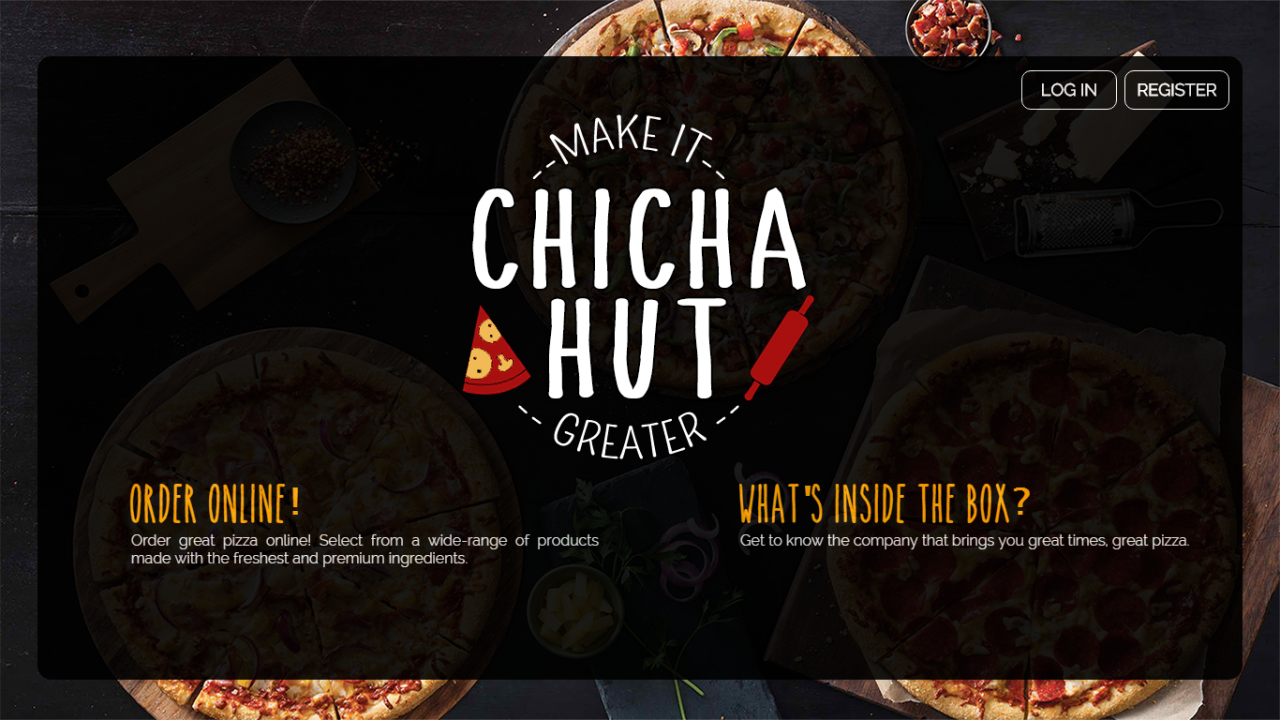 LOG IN
REGISTER
MAKE IT
CHICHA
HUT
GREATER
ORDER ONLINE!
Order great pizza online! Select from a wide-range of products
made with the freshest and premium ingredients.
WHAT'S INSIDE THE BOX?
Get to know the company that brings you great times, great pizza.